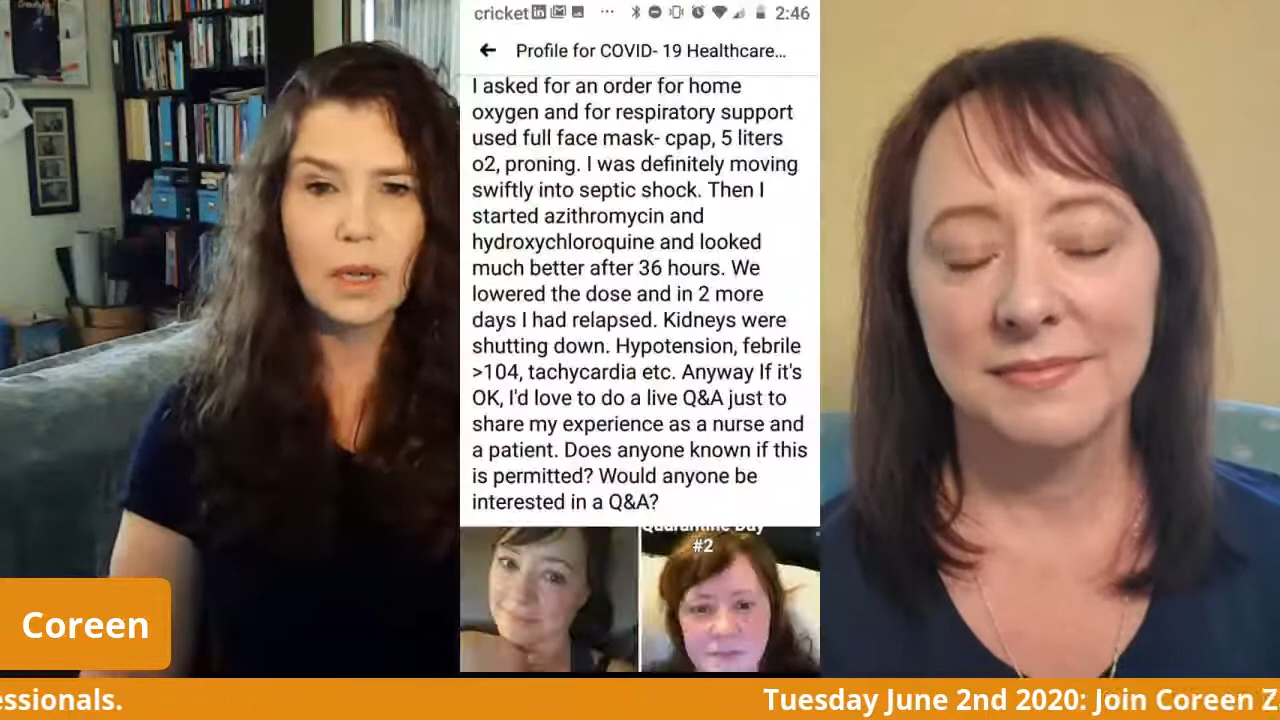 cricket
2:46
Profile for COVID- 19 Healthcare...
I asked for an order for home
oxygen and for respiratory support
used full face mask- cpap, 5 liters
o2, proning. I was definitely moving
swiftly into septic shock. Then I
started azithromycin and
hydroxychloroquine and looked
much better after 36 hours. We
lowered the dose and in 2 more
days I had relapsed. Kidneys were
shutting down. Hypotension, febrile
>104, tachycardia etc. Anyway If it's
OK, I'd love to do a live Q&A just to
share my experience as a nurse and
a patient. Does anyone known if this
is permitted? Would anyone be
interested in a Q&A?
Quarantine Day
#2
Coreen
essionals.
Tuesday June 2nd 2020: Join Coreen Z